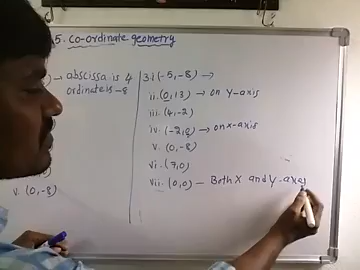 5. Co-ordinate geometry
) → abscissa is 4
ordinate is -8
v. (0, -8)
3. i (-5, -8) →
ii. (0, 13) → on Y-axis
iii. (4, -2)
iv. (-2, 0) → on x-axis
v. (0, -8)
vi. (7, 0)
vii. (0, 0) – Both X and Y-axes